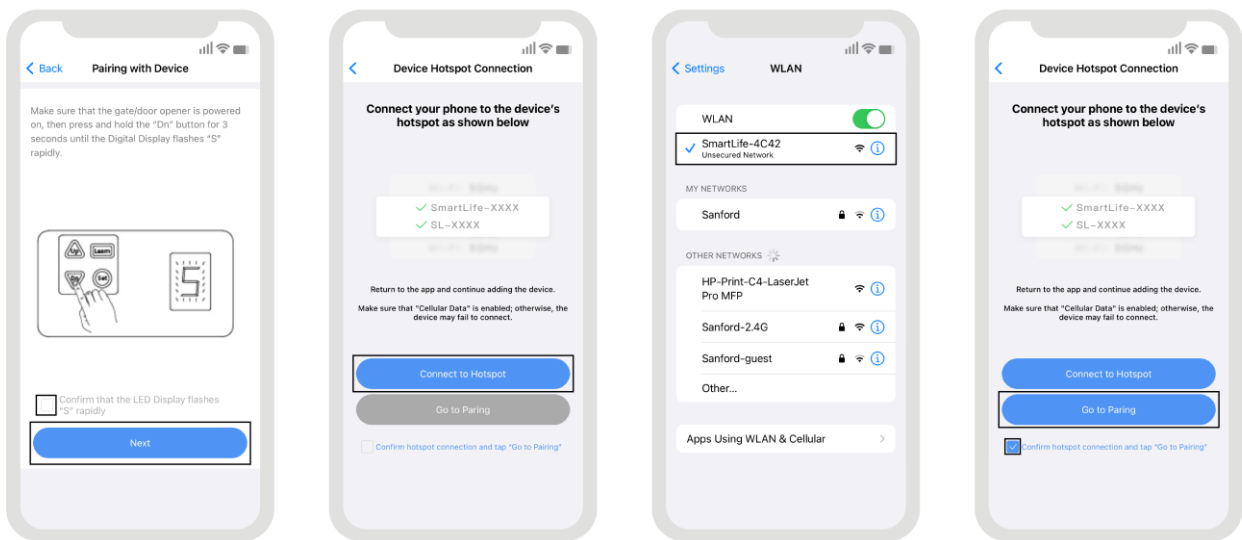 Back
Pairing with Device
Make sure that the gate/door opener is powered
on, then press and hold the "Dn" button for 3
seconds until the Digital Display flashes "S"
rapidly.
Up
Learn
Set
S
Confirm that the LED Display flashes
"S" rapidly
Next
Device Hotspot Connection
Connect your phone to the device's
hotspot as shown below
SmartLife-XXXX
SL-XXXX
Return to the app and continue adding the device.
Make sure that "Cellular Data" is enabled; otherwise, the
device may fail to connect.
Connect to Hotspot
Go to Paring
Confirm hotspot connection and tap "Go to Pairing"
Settings
WLAN
WLAN
SmartLife-4C42
Unsecured Network
MY NETWORKS
Sanford
OTHER NETWORKS
HP-Print-C4-LaserJet
Pro MFP
Sanford-2.4G
Sanford-guest
Other...
Apps Using WLAN & Cellular
Device Hotspot Connection
Connect your phone to the device's
hotspot as shown below
SmartLife-XXXX
SL-XXXX
Return to the app and continue adding the device.
Make sure that "Cellular Data" is enabled; otherwise, the
device may fail to connect.
Connect to Hotspot
Go to Paring
Confirm hotspot connection and tap "Go to Pairing"